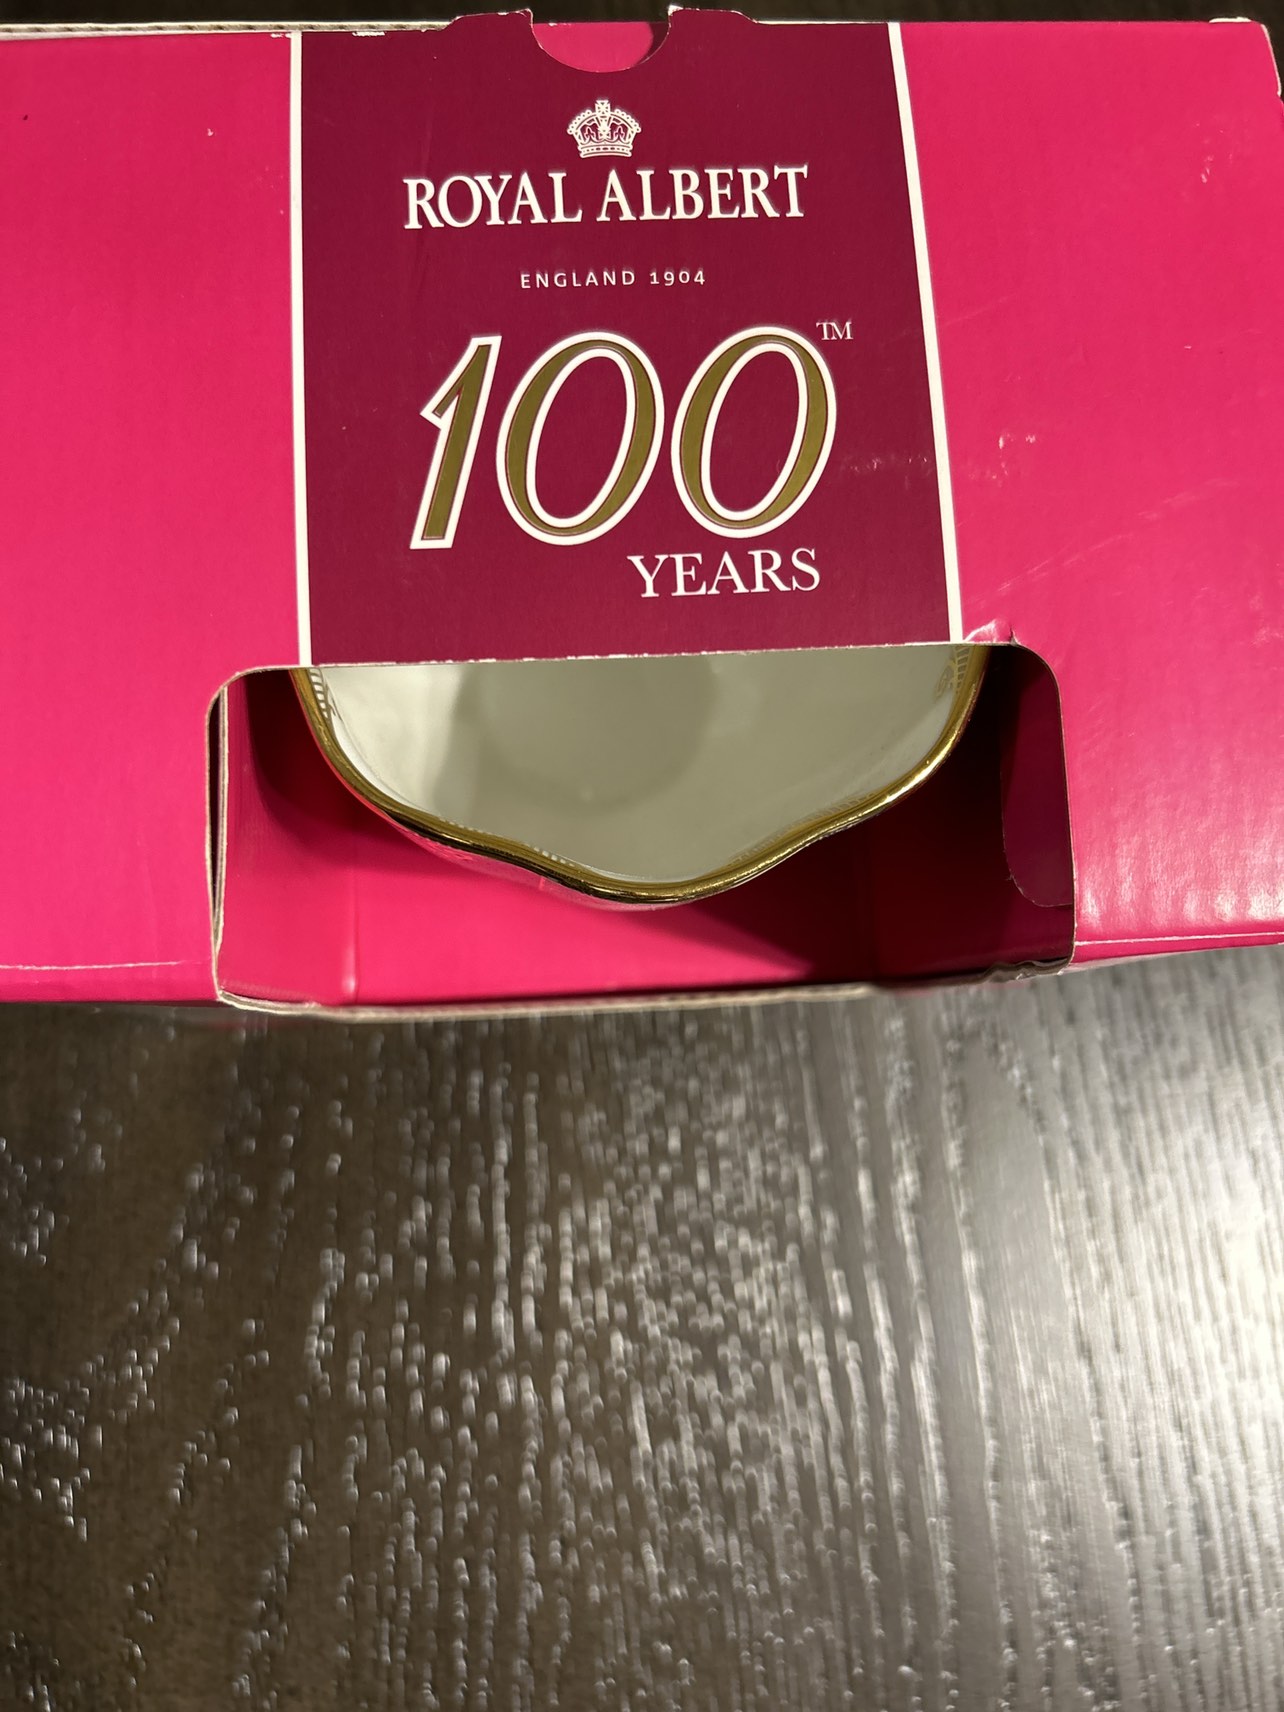 ROYAL ALBERT
ENGLAND 1904
100™
YEARS